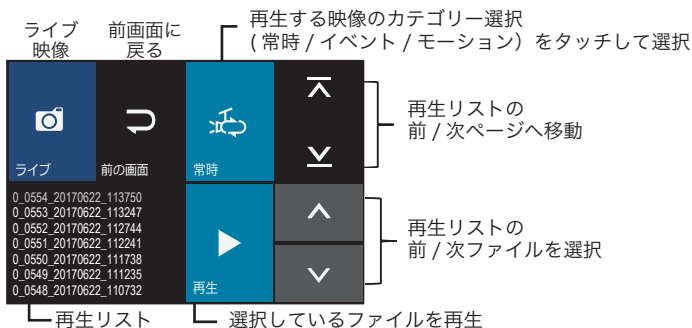 ライブ
映像
前画面に
戻る
再生する映像のカテゴリー選択
( 常時 / イベント / モーション）をタッチして選択
ライブ
前の画面
常時
再生リストの
前 / 次ページへ移動
0_0554_20170622_113750
0_0553_20170622_113247
0_0552_20170622_112744
0_0551_20170622_112241
0_0550_20170622_111738
0_0549_20170622_111235
0_0548_20170622_110732
再生
再生リストの
前 / 次ファイルを選択
再生リスト
選択しているファイルを再生